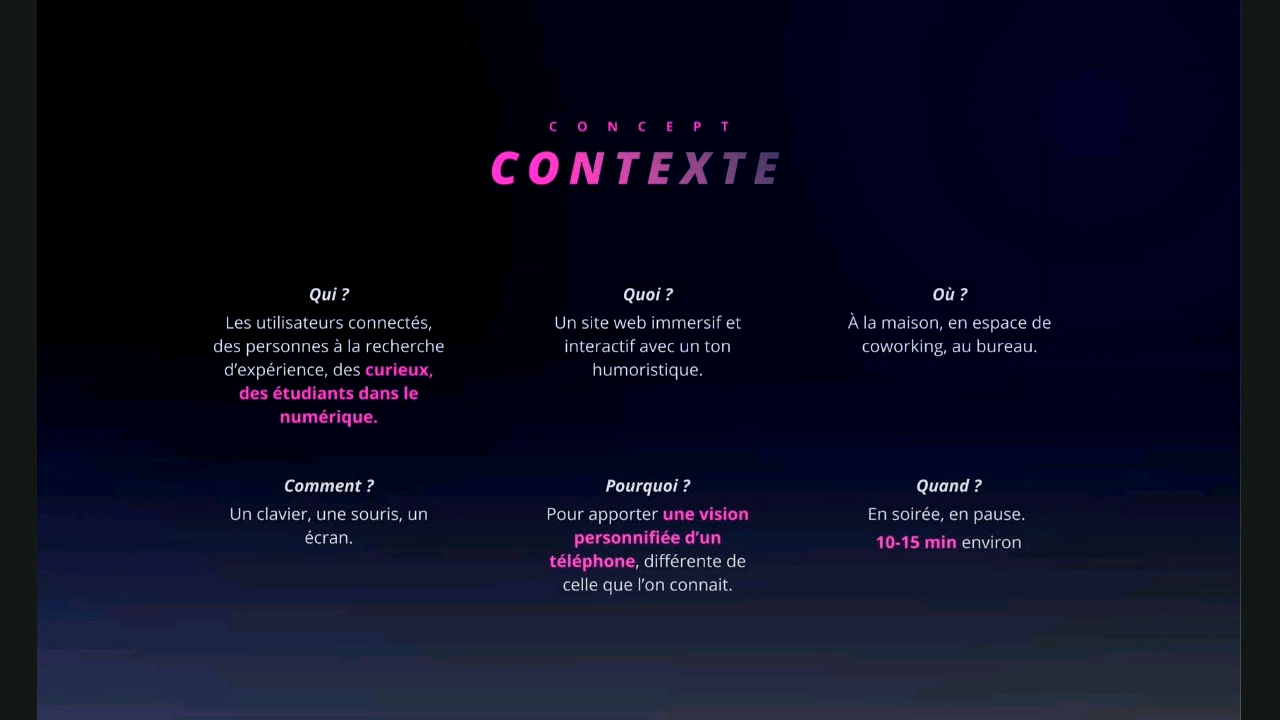 CONCEPT
CONTEXTE
Qui ?
Les utilisateurs connectés,
des personnes à la recherche
d’expérience, des curieux,
des étudiants dans le
numérique.
Quoi ?
Un site web immersif et
interactif avec un ton
humoristique.
Où ?
À la maison, en espace de
coworking, au bureau.
Comment ?
Un clavier, une souris, un
écran.
Pourquoi ?
Pour apporter une vision
personnifiée d’un
téléphone, différente de
celle que l’on connait.
Quand ?
En soirée, en pause.
10-15 min environ